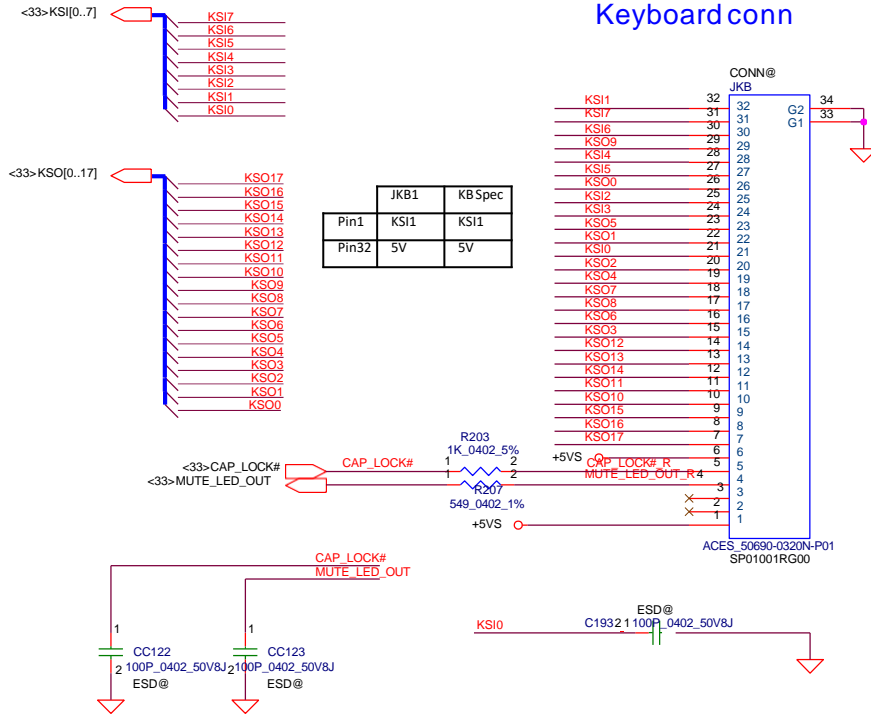 Keyboard conn
<33>KSI[0..7]
KSI7
KSI6
KSI5
KSI4
KSI3
KSI2
KSI1
KSI0
<33>KSO[0..17]
KSO17
KSO16
KSO15
KSO14
KSO13
KSO12
KSO11
KSO10
KSO9
KSO8
KSO7
KSO6
KSO5
KSO4
KSO3
KSO2
KSO1
KSO0
JKB1 KB Spec
Pin1 KSI1 KSI1
Pin32 5V 5V
CONN@
JKB
KSI1 32 32 G2 34
KSI7 31 31 G1 33
KSI6 30 30
KSO9 29 29
KSI4 28 28
KSI5 27 27
KSO0 26 26
KSI2 25 25
KSI3 24 24
KSO5 23 23
KSO1 22 22
KSI0 21 21
KSO2 20 20
KSO4 19 19
KSO7 18 18
KSO8 17 17
KSO6 16 16
KSO3 15 15
KSO12 14 14
KSO13 13 13
KSO14 12 12
KSO11 11 11
KSO10 10 10
KSO15 9 9
KSO16 8 8
KSO17 7 7
+5VS 6 6
R203
1K_0402_5%
<33>CAP_LOCK# CAP_LOCK# 1 2 CAP_LOCK#_R 5 5
<33>MUTE_LED_OUT 1 2 MUTE_LED_OUT_R 4 4
R207
549_0402_1%
3 3
2 2
+5VS 1 1
ACES_50690-0320N-P01
SP01001RG00
CAP_LOCK#
MUTE_LED_OUT
1 1
CC122 CC123
2 100P_0402_50V8J 2 100P_0402_50V8J
ESD@ ESD@
ESD@
KSI0 C193 2 1 100P_0402_50V8J